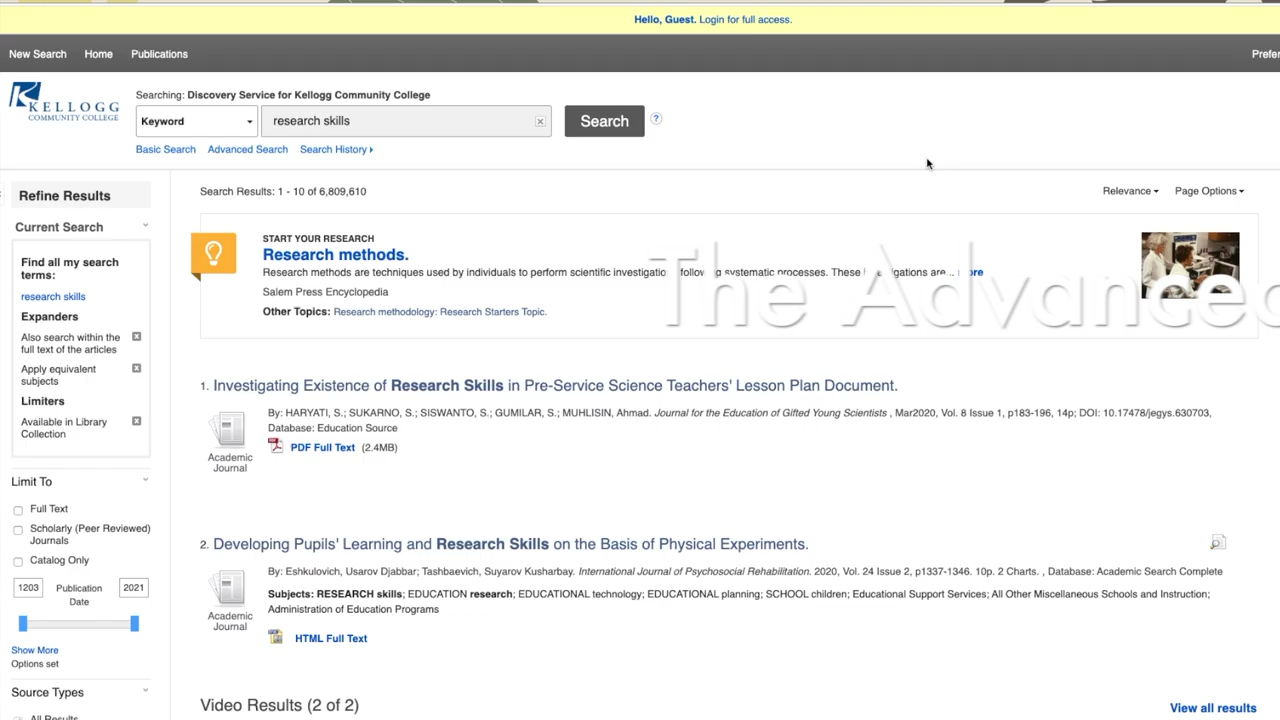 Hello, Guest. Login for full access.
New Search Home Publications
KELLOGG
COMMUNITY COLLEGE
Searching: Discovery Service for Kellogg Community College
Keyword research skills Search
Basic Search Advanced Search Search History
Refine Results
Current Search
Find all my search
terms:
research skills
Expanders
Also search within the
full text of the articles
Apply equivalent
subjects
Limiters
Available in Library
Collection
Limit To
Full Text
Scholarly (Peer Reviewed)
Journals
Catalog Only
1203 Publication 2021
Date
Show More
Options set
Source Types
All Results
Search Results: 1 - 10 of 6,809,610
Relevance Page Options
START YOUR RESEARCH
Research methods.
Research methods are techniques used by individuals to perform scientific following systematic processes. These are...
Salem Press Encyclopedia
Other Topics: Research methodology: Research Starters Topic.
The Advanced
1. Investigating Existence of Research Skills in Pre-Service Science Teachers' Lesson Plan Document.
By: HARYATI, S.; SUKARNO, S.; SISWANTO, S.; GUMILAR, S.; MUHLISIN, Ahmad. Journal for the Education of Gifted Young Scientists , Mar2020, Vol. 8 Issue 1, p183-196, 14p; DOI: 10.17478/jegys.630703,
Database: Education Source
PDF Full Text (2.4MB)
Academic
Journal
2. Developing Pupils' Learning and Research Skills on the Basis of Physical Experiments.
By: Eshkulovich, Usarov Djabbar; Tashbaevich, Suyarov Kusharbay. International Journal of Psychosocial Rehabilitation. 2020, Vol. 24 Issue 2, p1337-1346. 10p. 2 Charts. , Database: Academic Search Complete
Subjects: RESEARCH skills; EDUCATION research; EDUCATIONAL technology; EDUCATIONAL planning; SCHOOL children; Educational Support Services; All Other Miscellaneous Schools and Instruction;
Administration of Education Programs
Academic
Journal
HTML Full Text
Video Results (2 of 2)
View all results